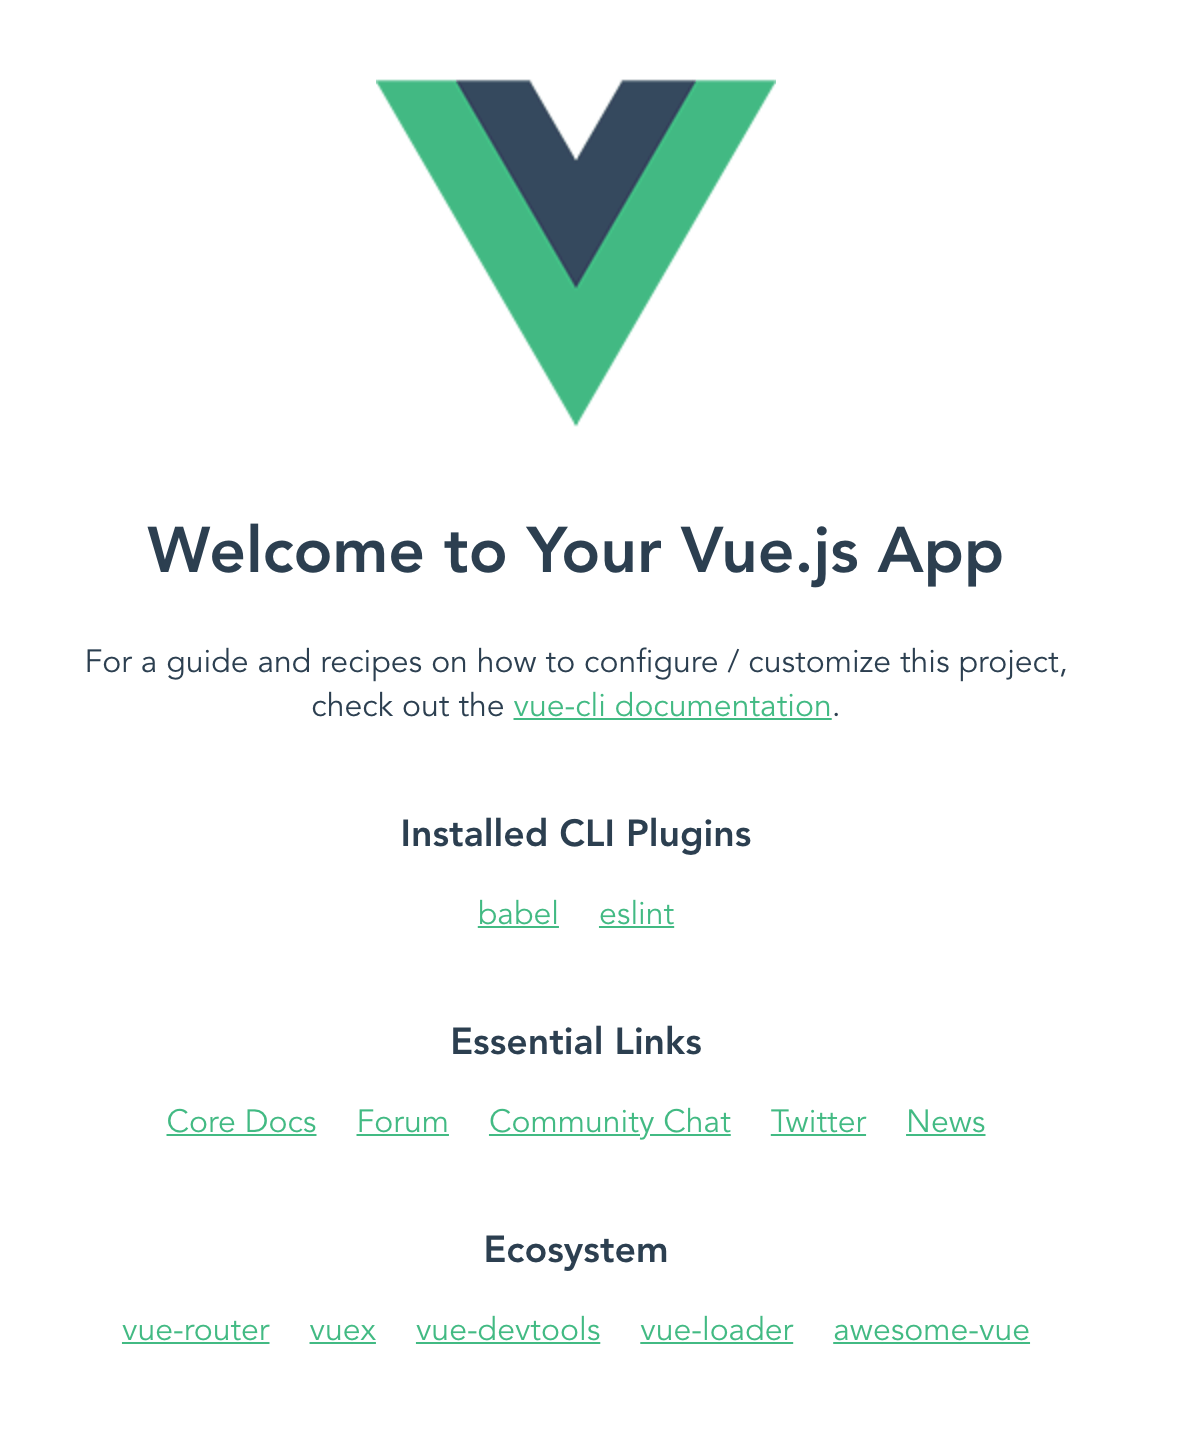 Welcome to Your Vue.js App
For a guide and recipes on how to configure / customize this project,
check out the vue-cli documentation.
Installed CLI Plugins
babel eslint
Essential Links
Core Docs Forum Community Chat Twitter News
Ecosystem
vue-router vuex vue-devtools vue-loader awesome-vue